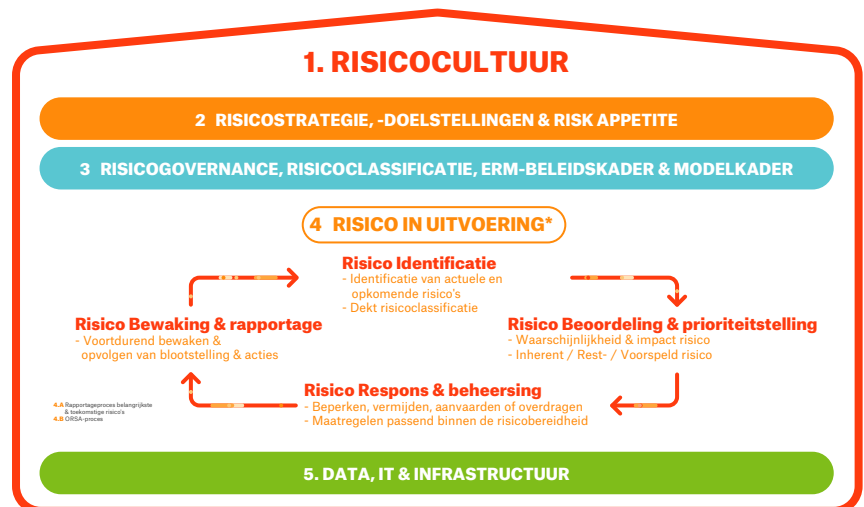 1. RISICOCULTUUR
2 RISICOSTRATEGIE, -DOELSTELLINGEN & RISK APPETITE
3 RISICOGOVERNANCE, RISICOCLASSIFICATIE, ERM-BELEIDSKADER & MODELKADER
4 RISICO IN UITVOERING*
Risico Identificatie
- Identificatie van actuele en
opkomende risico's
- Dekt risicoclassificatie
Risico Beoordeling & prioriteitstelling
- Waarschijnlijkheid & impact risico
- Inherent / Rest- / Voorspeld risico
Risico Respons & beheersing
- Beperken, vermijden, aanvaarden of overdragen
- Maatregelen passend binnen de risicobereidheid
Risico Bewaking & rapportage
- Voortdurend bewaken &
opvolgen van blootstelling & acties
4.A Rapportageproces belangrijkste
& toekomstige risico's
4.B ORSA-proces
5. DATA, IT & INFRASTRUCTUUR